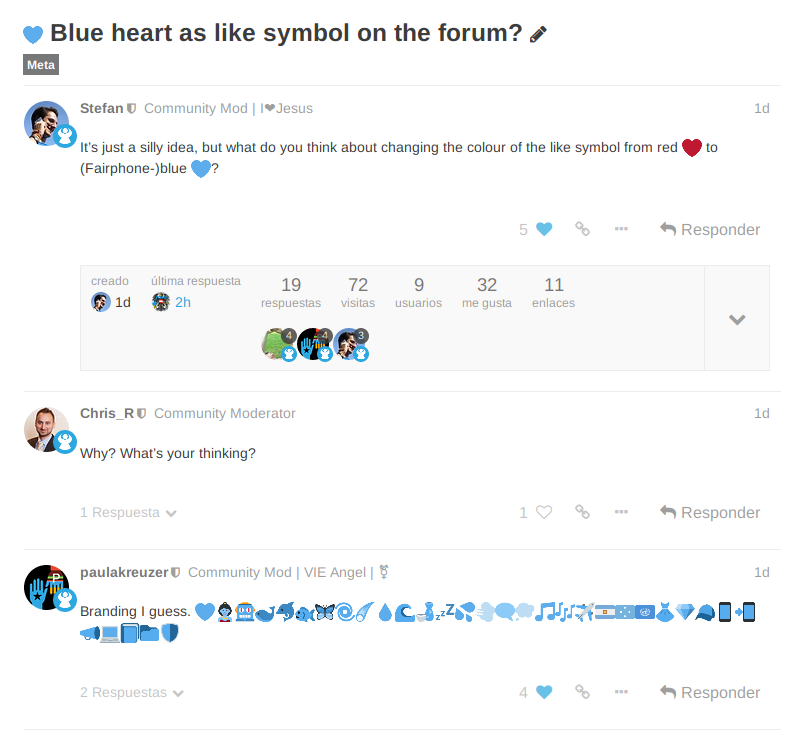 💙 Blue heart as like symbol on the forum?
Meta
Stefan Community Mod | I❤Jesus 1d
It's just a silly idea, but what do you think about changing the colour of the like symbol from red ❤ to
(Fairphone-)blue 💙?
5 Responder
creado última respuesta 19 72 9 32 11
1d 2h respuestas visitas usuarios me gusta enlaces
4 4 3
Chris_R Community Moderator 1d
Why? What's your thinking?
1 Respuesta 1 Responder
paulakreuzer Community Mod | VIE Angel | ⚧ 1d
Branding I guess.
2 Respuestas 4 Responder